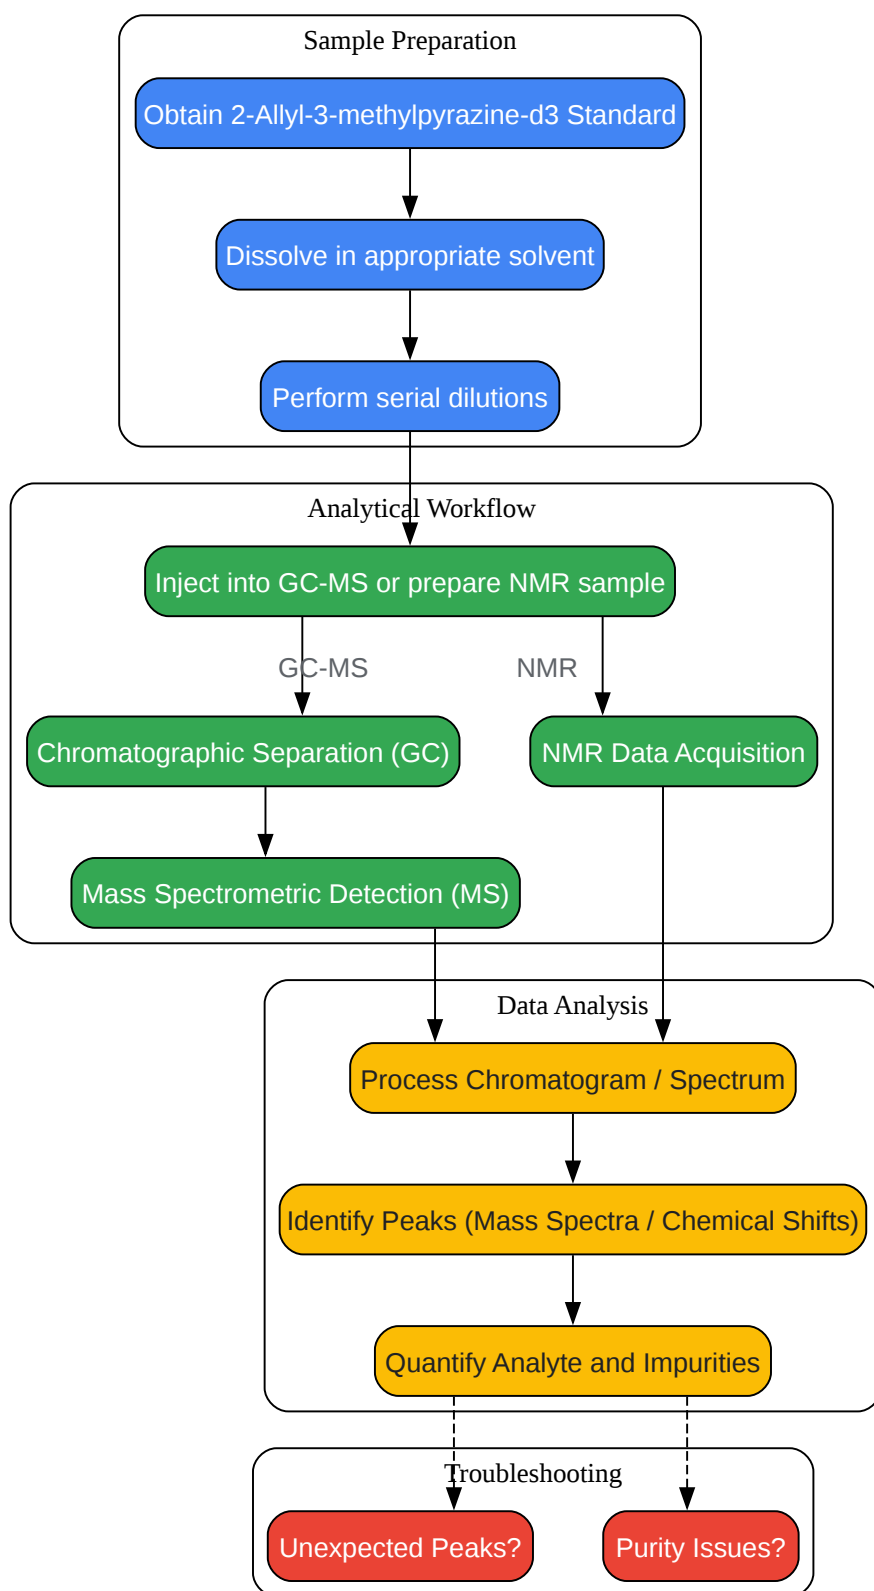 Sample Preparation
Obtain 2-Allyl-3-methylpyrazine-d3 Standard
Dissolve in appropriate solvent
Perform serial dilutions
Analytical Workflow
Inject into GC-MS or prepare NMR sample
GC-MS
NMR
Chromatographic Separation (GC)
NMR Data Acquisition
Mass Spectrometric Detection (MS)
Data Analysis
Process Chromatogram / Spectrum
Identify Peaks (Mass Spectra / Chemical Shifts)
Quantify Analyte and Impurities
Troubleshooting
Unexpected Peaks?
Purity Issues?